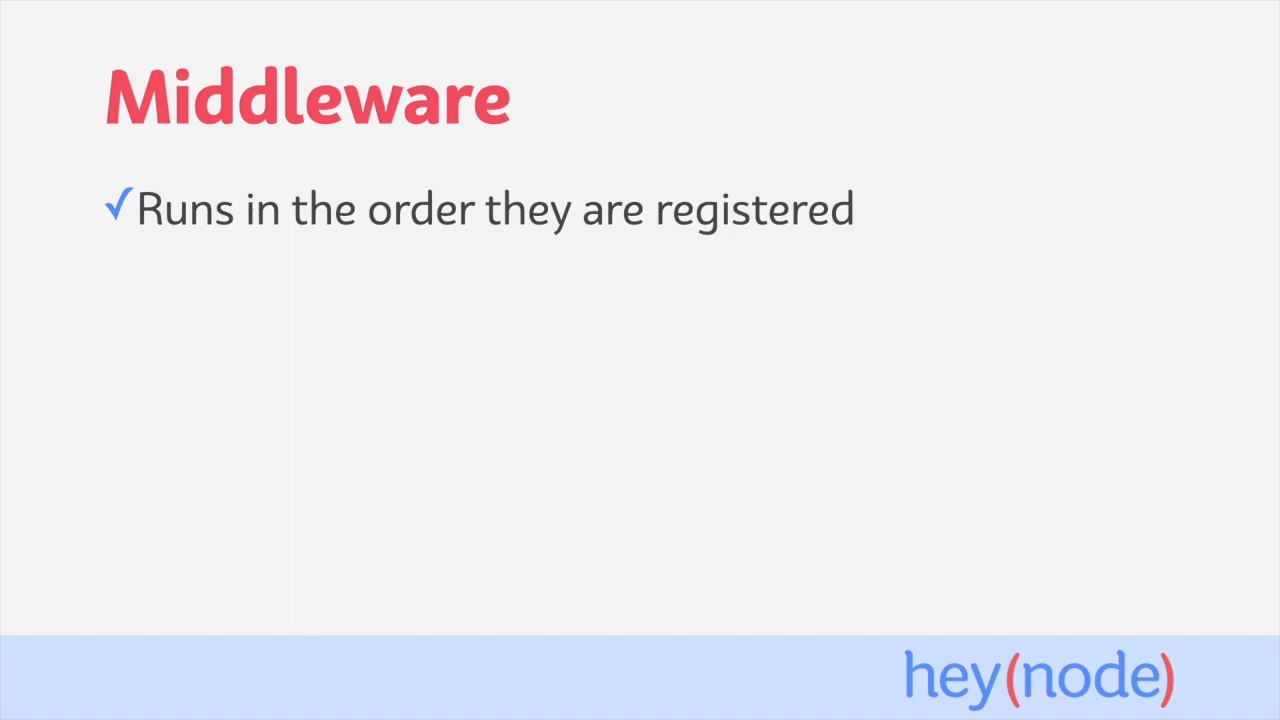 Middleware
✓Runs in the order they are registered
hey(node)